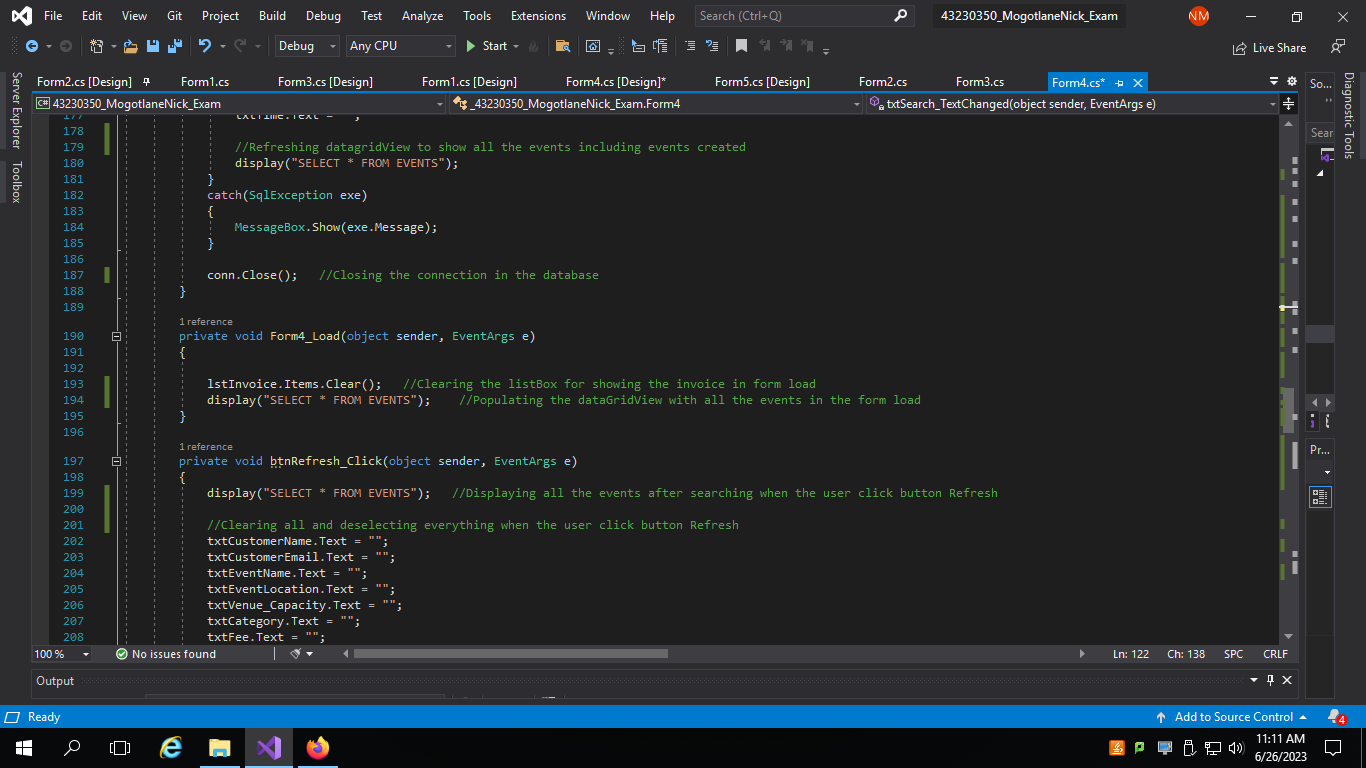 File Edit View Git Project Build Debug Test Analyze Tools Extensions Window Help Search (Ctrl+Q) 43230350_MogotlaneNick_Exam NM
Debug Any CPU Start Live Share
Form2.cs [Design] Form1.cs Form3.cs [Design] Form1.cs [Design] Form4.cs [Design]* Form5.cs [Design] Form2.cs Form3.cs Form4.cs*
C# 43230350_MogotlaneNick_Exam _43230350_MogotlaneNick_Exam.Form4 txtSearch_TextChanged(object sender, EventArgs e)
Server Explorer
Toolbox
177 txtTime.Text = "";
178
179 //Refreshing datagridView to show all the events including events created
180 display("SELECT * FROM EVENTS");
181 }
182 catch(SqlException exe)
183 {
184 MessageBox.Show(exe.Message);
185 }
186
187 conn.Close(); //Closing the connection in the database
188 }
189
1 reference
190 private void Form4_Load(object sender, EventArgs e)
191 {
192
193 lstInvoice.Items.Clear(); //Clearing the listBox for showing the invoice in form load
194 display("SELECT * FROM EVENTS"); //Populating the dataGridView with all the events in the form load
195 }
196
1 reference
197 private void btnRefresh_Click(object sender, EventArgs e)
198 {
199 display("SELECT * FROM EVENTS"); //Displaying all the events after searching when the user click button Refresh
200
201 //Clearing all and deselecting everything when the user click button Refresh
202 txtCustomerName.Text = "";
203 txtCustomerEmail.Text = "";
204 txtEventName.Text = "";
205 txtEventLocation.Text = "";
206 txtVenue_Capacity.Text = "";
207 txtCategory.Text = "";
208 txtFee.Text = "";
So...
Sear
Pr...
Diagnostic Tools
100 % No issues found Ln: 122 Ch: 138 SPC CRLF
Output
Ready Add to Source Control 4
11:11 AM
6/26/2023